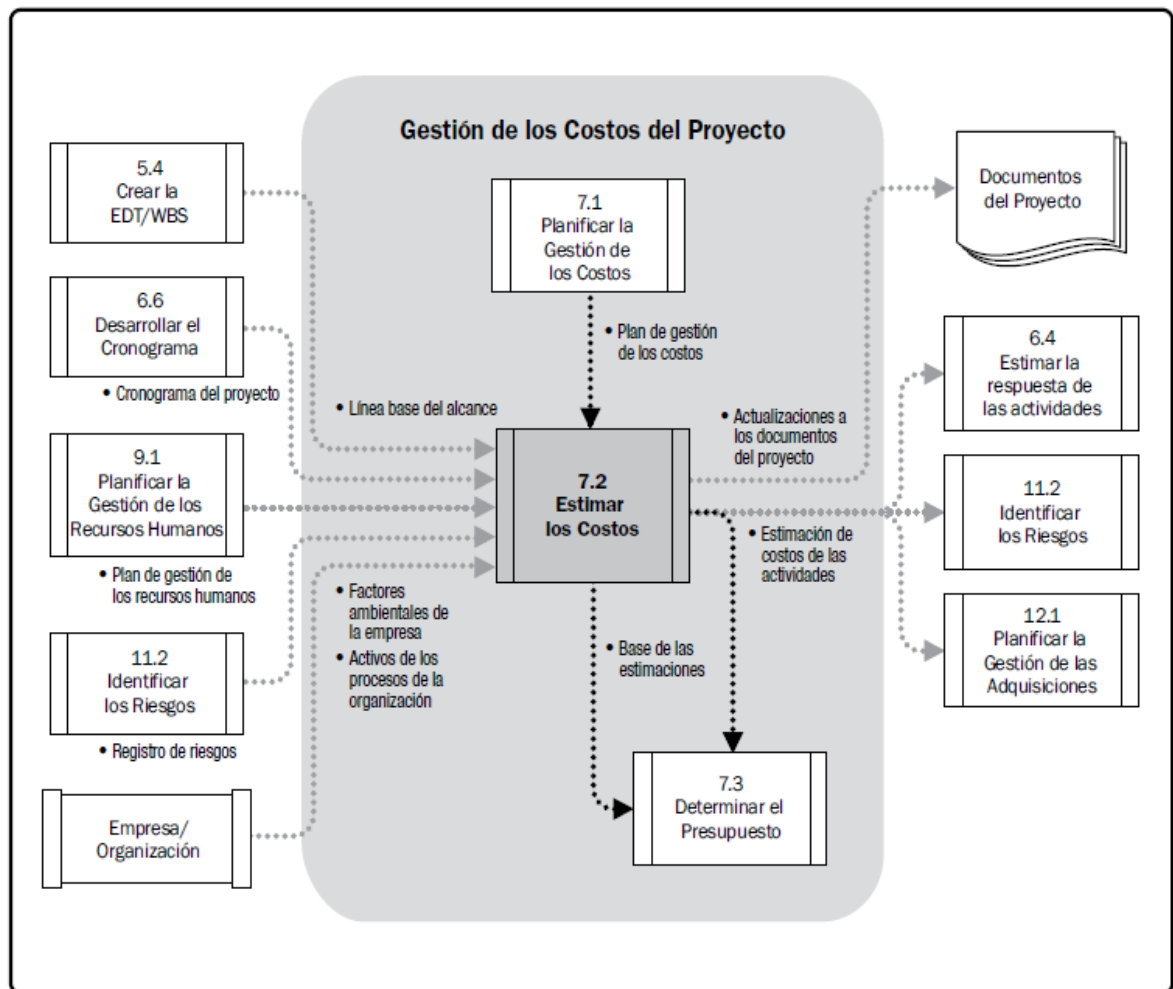 Gestión de los Costos del Proyecto
5.4
Crear la
EDT/WBS
6.6
Desarrollar el
Cronograma
• Cronograma del proyecto
9.1
Planificar la
Gestión de los
Recursos Humanos
• Plan de gestión de
los recursos humanos
11.2
Identificar
los Riesgos
• Registro de riesgos
Empresa/
Organización
7.1
Planificar la
Gestión de
los Costos
• Plan de gestión
de los costos
• Línea base del alcance
7.2
Estimar
los Costos
• Factores
ambientales de
la empresa
• Activos de los
procesos de la
organización
• Base de las
estimaciones
• Actualizaciones a
los documentos
del proyecto
• Estimación de
costos de las
actividades
7.3
Determinar el
Presupuesto
Documentos
del Proyecto
6.4
Estimar la
respuesta de
las actividades
11.2
Identificar
los Riesgos
12.1
Planificar la
Gestión de las
Adquisiciones